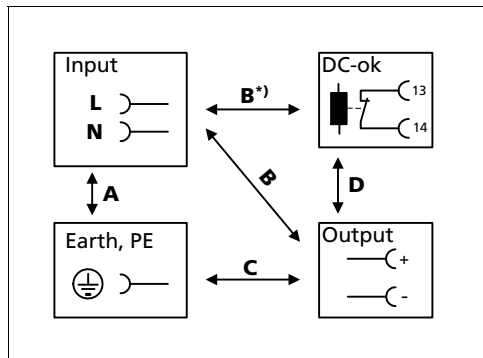 Input
L
N
B*)
DC-ok
13
14
A
B
D
Earth, PE
C
Output
+
-